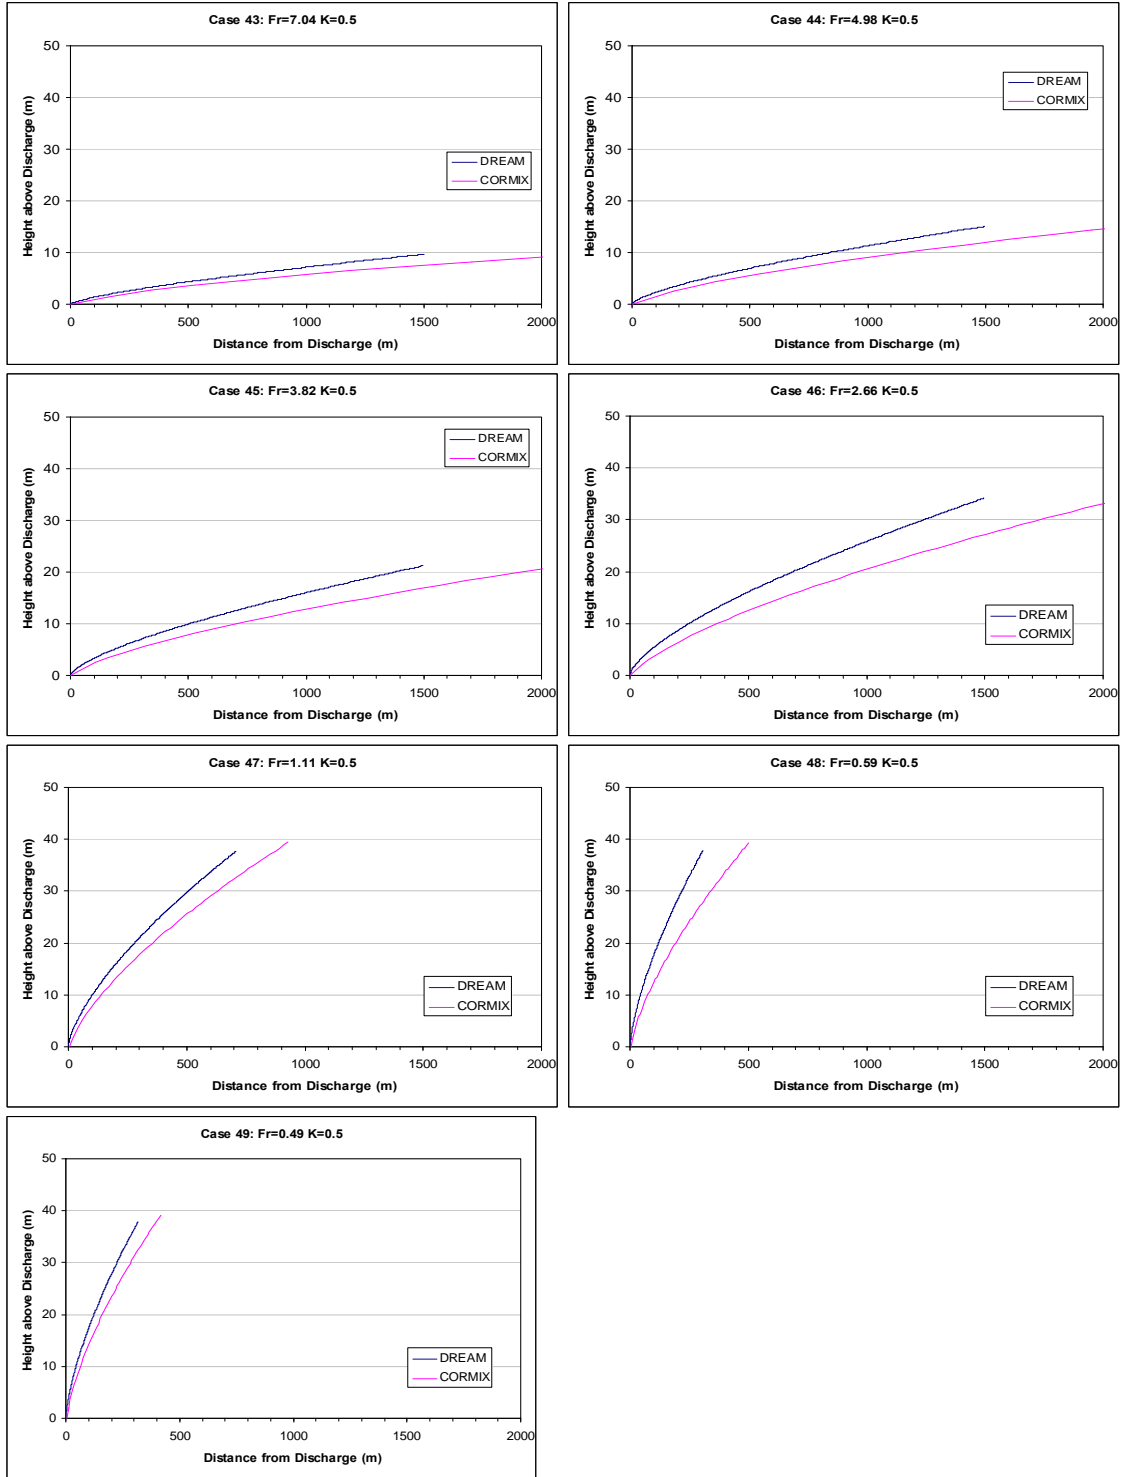 Case 43: Fr=7.04 K=0.5
50
40
30
20
10
0
Height above Discharge (m)
DREAM
CORMIX
0 500 1000 1500 2000
Distance from Discharge (m)
Case 44: Fr=4.98 K=0.5
50
40
30
20
10
0
Height above Discharge (m)
DREAM
CORMIX
0 500 1000 1500 2000
Distance from Discharge (m)
Case 45: Fr=3.82 K=0.5
50
40
30
20
10
0
Height above Discharge (m)
DREAM
CORMIX
0 500 1000 1500 2000
Distance from Discharge (m)
Case 46: Fr=2.66 K=0.5
50
40
30
20
10
0
Height above Discharge (m)
DREAM
CORMIX
0 500 1000 1500 2000
Distance from Discharge (m)
Case 47: Fr=1.11 K=0.5
50
40
30
20
10
0
Height above Discharge (m)
DREAM
CORMIX
0 500 1000 1500 2000
Distance from Discharge (m)
Case 48: Fr=0.59 K=0.5
50
40
30
20
10
0
Height above Discharge (m)
DREAM
CORMIX
0 500 1000 1500 2000
Distance from Discharge (m)
Case 49: Fr=0.49 K=0.5
50
40
30
20
10
0
Height above Discharge (m)
DREAM
CORMIX
0 500 1000 1500 2000
Distance from Discharge (m)